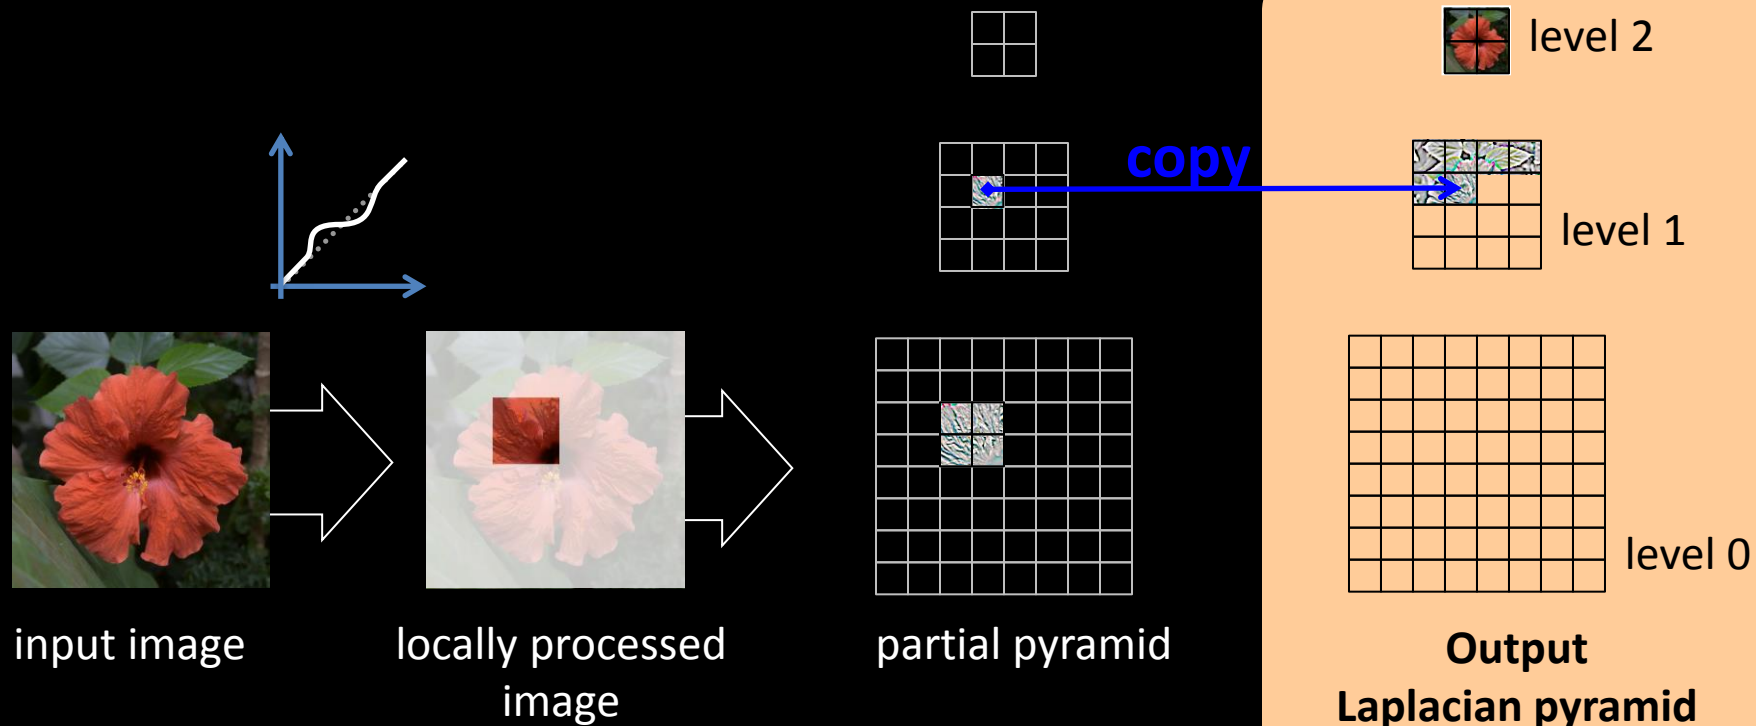 level 2
copy
level 1
level 0
input image
locally processed
image
partial pyramid
Output
Laplacian pyramid